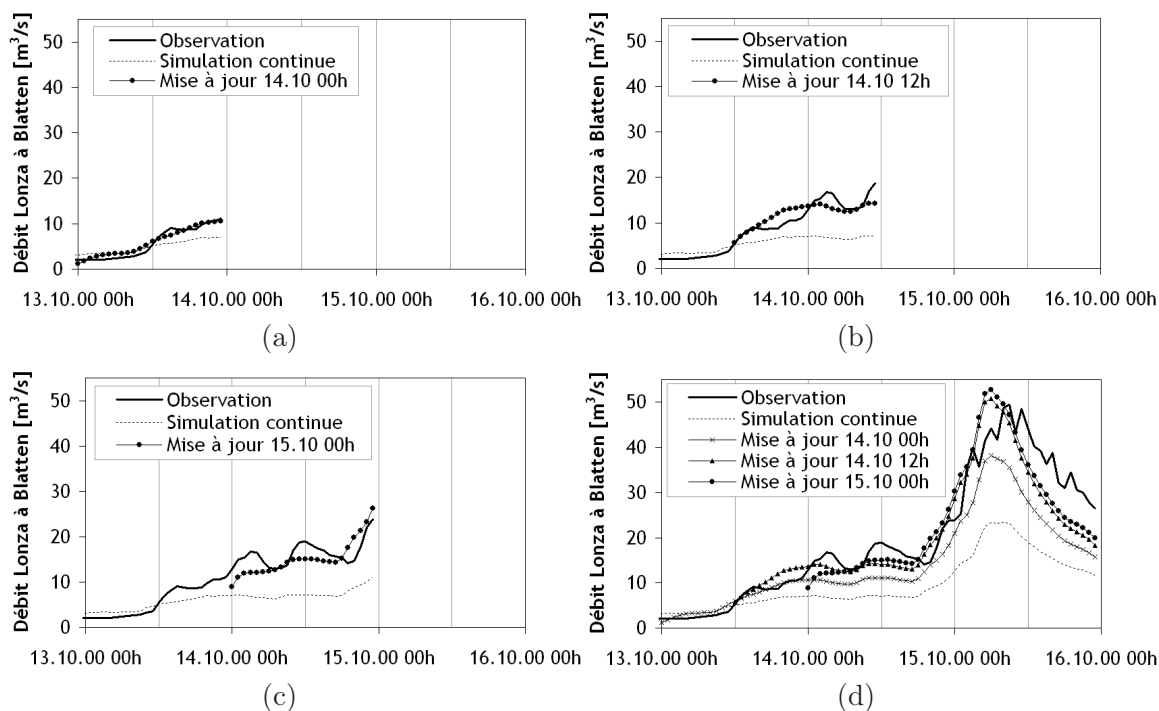 Débit Lonza à Blatten [m³/s]
50
40
30
20
10
0
Observation
Simulation continue
Mise à jour 14.10 00h
13.10.00 00h 14.10.00 00h 15.10.00 00h 16.10.00 00h
(a)
Débit Lonza à Blatten [m³/s]
50
40
30
20
10
0
Observation
Simulation continue
Mise à jour 14.10 12h
13.10.00 00h 14.10.00 00h 15.10.00 00h 16.10.00 00h
(b)
Débit Lonza à Blatten [m³/s]
50
40
30
20
10
0
Observation
Simulation continue
Mise à jour 15.10 00h
13.10.00 00h 14.10.00 00h 15.10.00 00h 16.10.00 00h
(c)
Débit Lonza à Blatten [m³/s]
50
40
30
20
10
0
Observation
Simulation continue
Mise à jour 14.10 00h
Mise à jour 14.10 12h
Mise à jour 15.10 00h
13.10.00 00h 14.10.00 00h 15.10.00 00h 16.10.00 00h
(d)